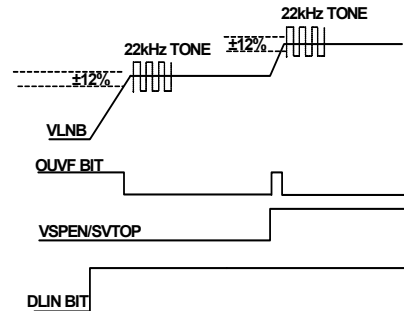 22kHz TONE
±12%
22kHz TONE
±12%
VLNB
OUVF BIT
VSPEN/SVTOP
DLIN BIT